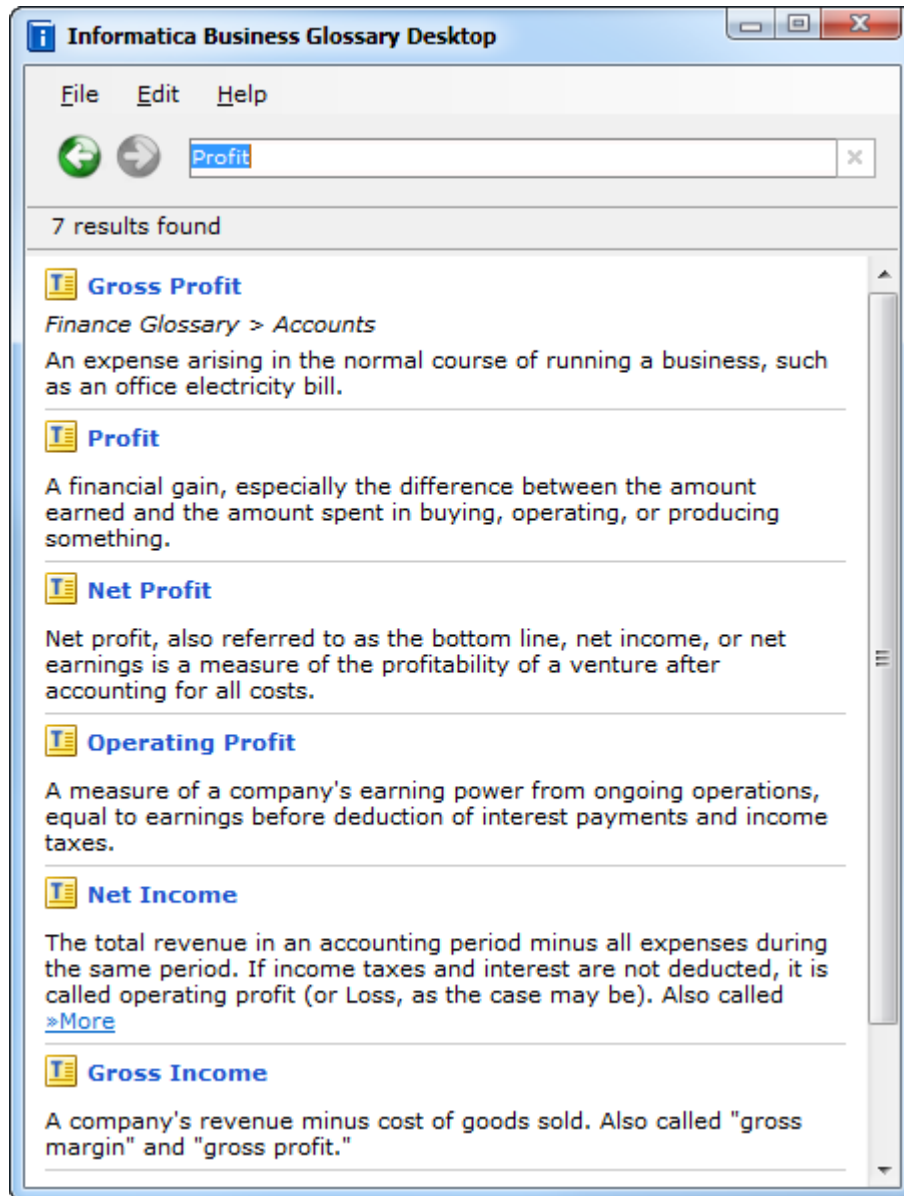 Informatica Business Glossary Desktop
File Edit Help
Profit
7 results found
Gross Profit
Finance Glossary > Accounts
An expense arising in the normal course of running a business, such
as an office electricity bill.
Profit
A financial gain, especially the difference between the amount
earned and the amount spent in buying, operating, or producing
something.
Net Profit
Net profit, also referred to as the bottom line, net income, or net
earnings is a measure of the profitability of a venture after
accounting for all costs.
Operating Profit
A measure of a company's earning power from ongoing operations,
equal to earnings before deduction of interest payments and income
taxes.
Net Income
The total revenue in an accounting period minus all expenses during
the same period. If income taxes and interest are not deducted, it is
called operating profit (or Loss, as the case may be). Also called
»More
Gross Income
A company's revenue minus cost of goods sold. Also called "gross
margin" and "gross profit."